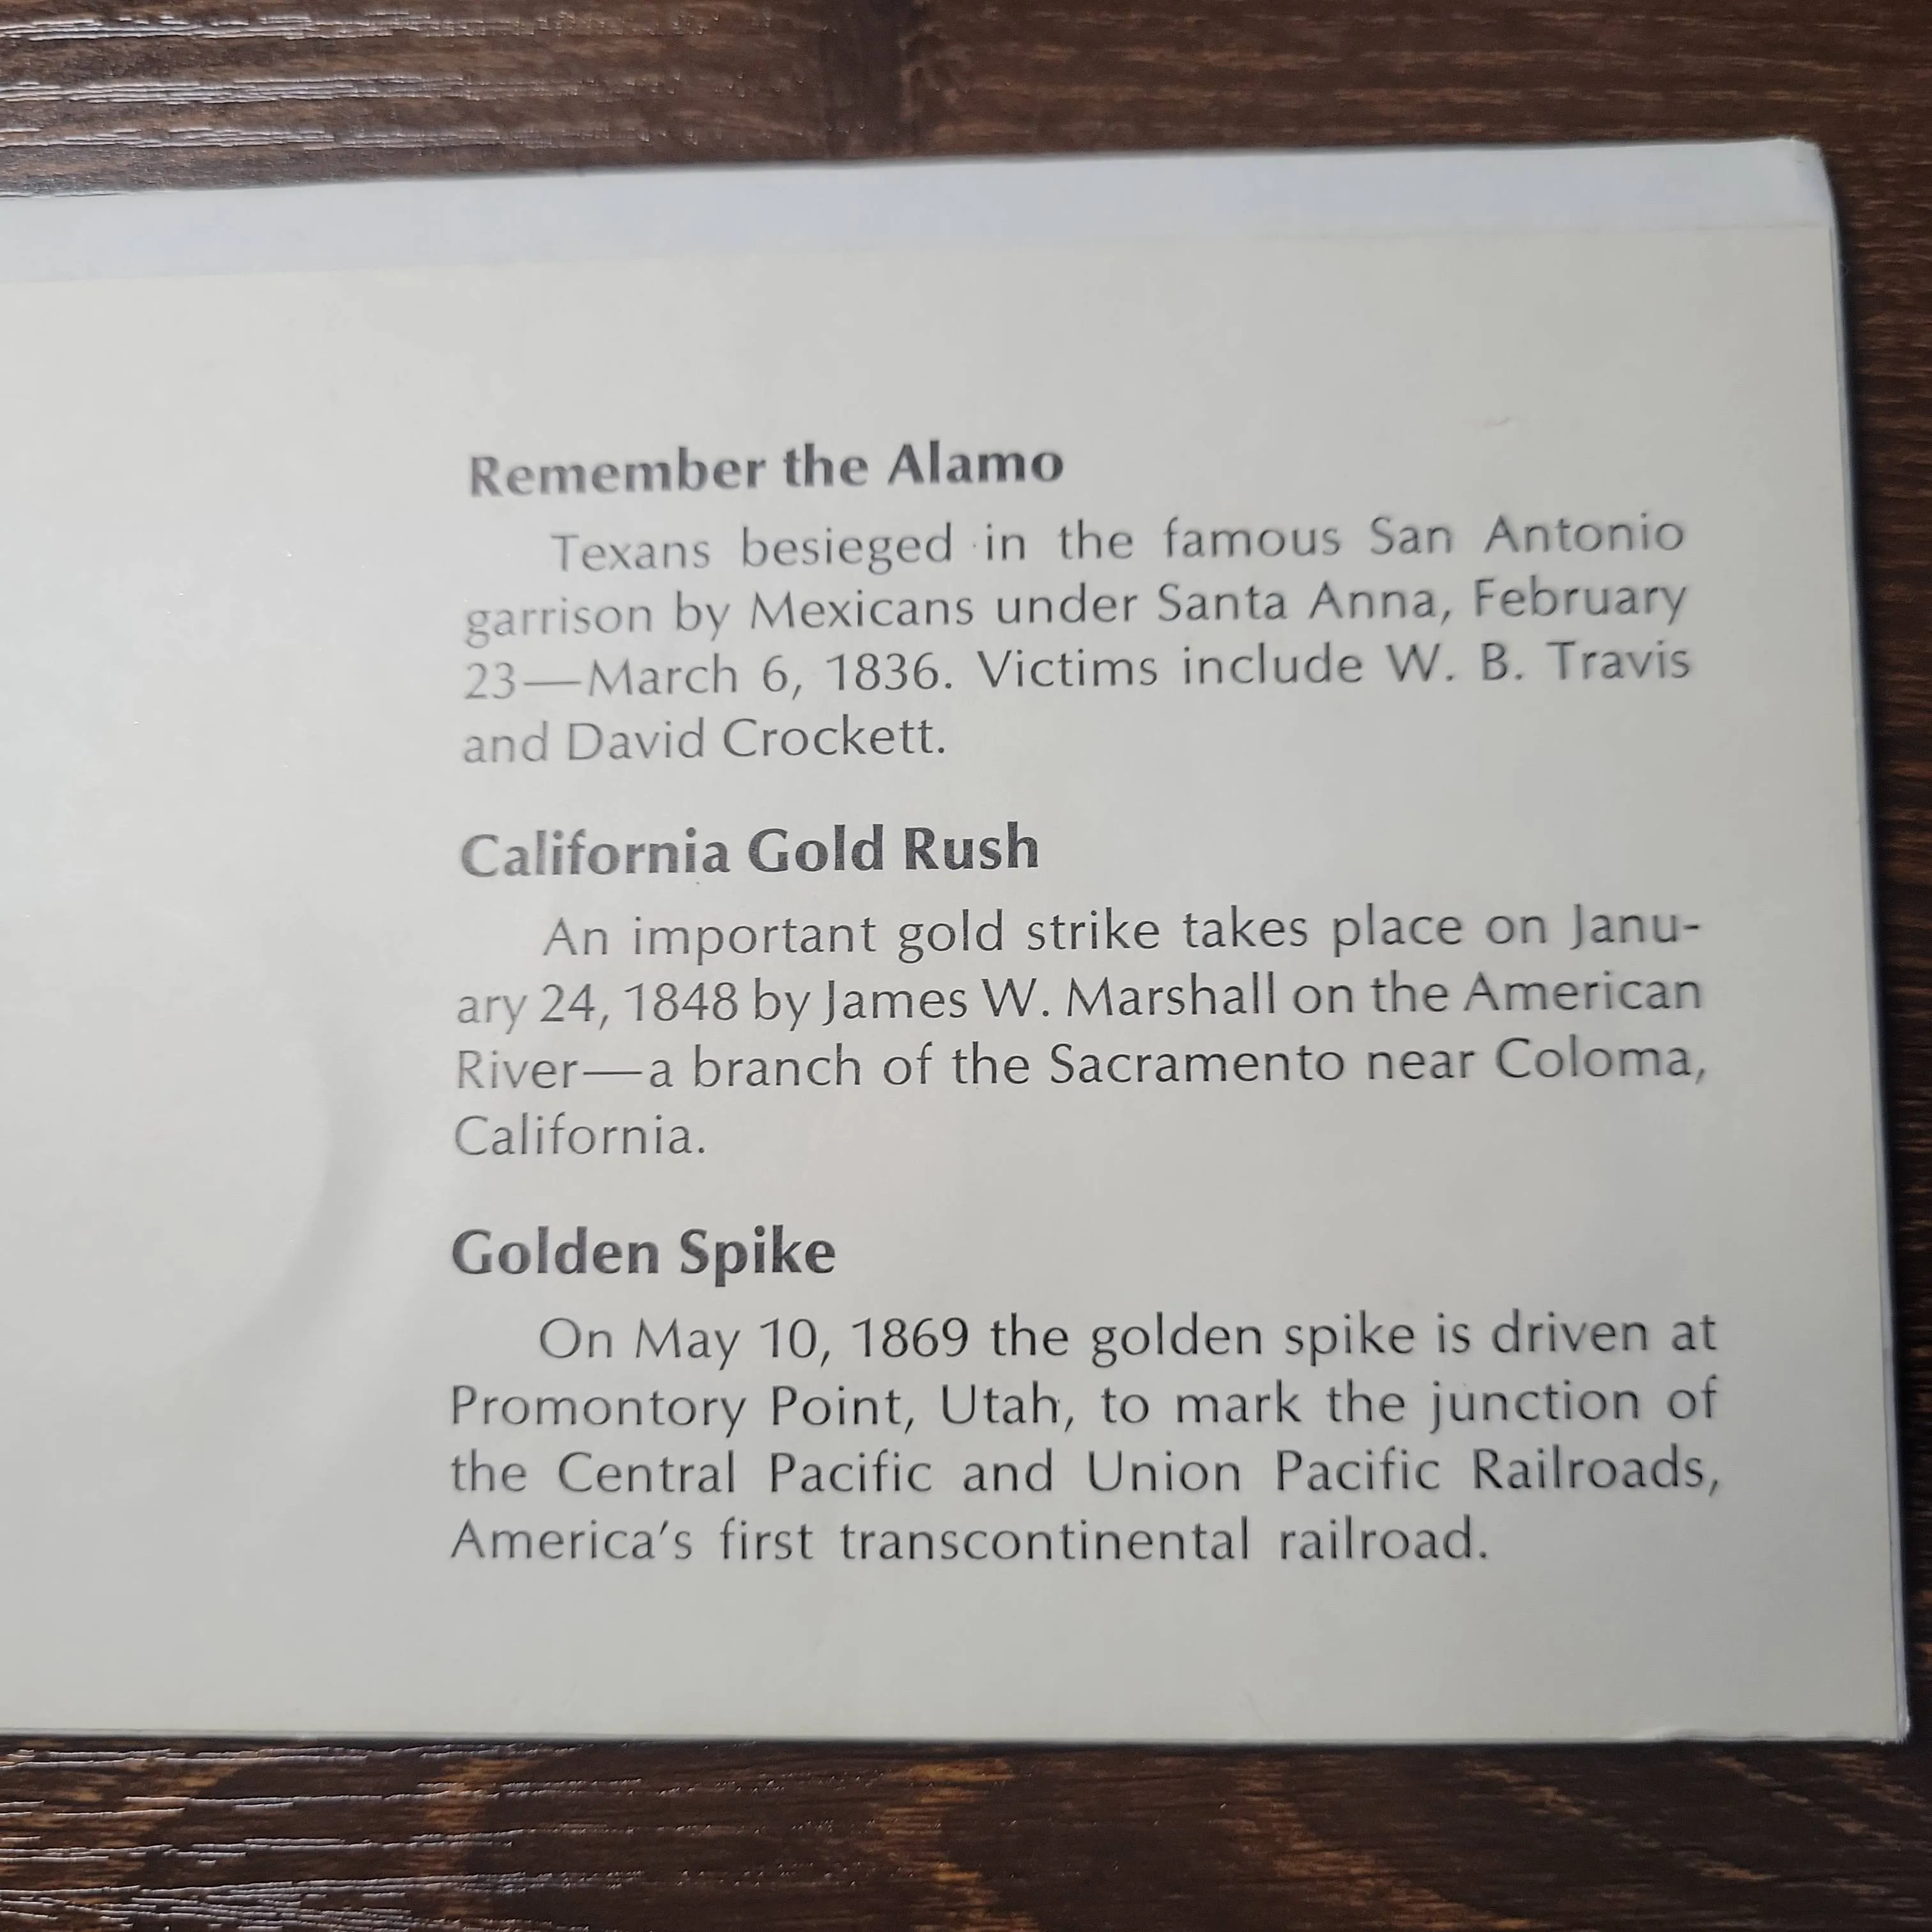 Remember the Alamo
Texans besieged in the famous San Antonio
garrison by Mexicans under Santa Anna, February
23—March 6, 1836. Victims include W. B. Travis
and David Crockett.
California Gold Rush
An important gold strike takes place on Janu-
ary 24, 1848 by James W. Marshall on the American
River—a branch of the Sacramento near Coloma,
California.
Golden Spike
On May 10, 1869 the golden spike is driven at
Promontory Point, Utah, to mark the junction of
the Central Pacific and Union Pacific Railroads,
America's first transcontinental railroad.